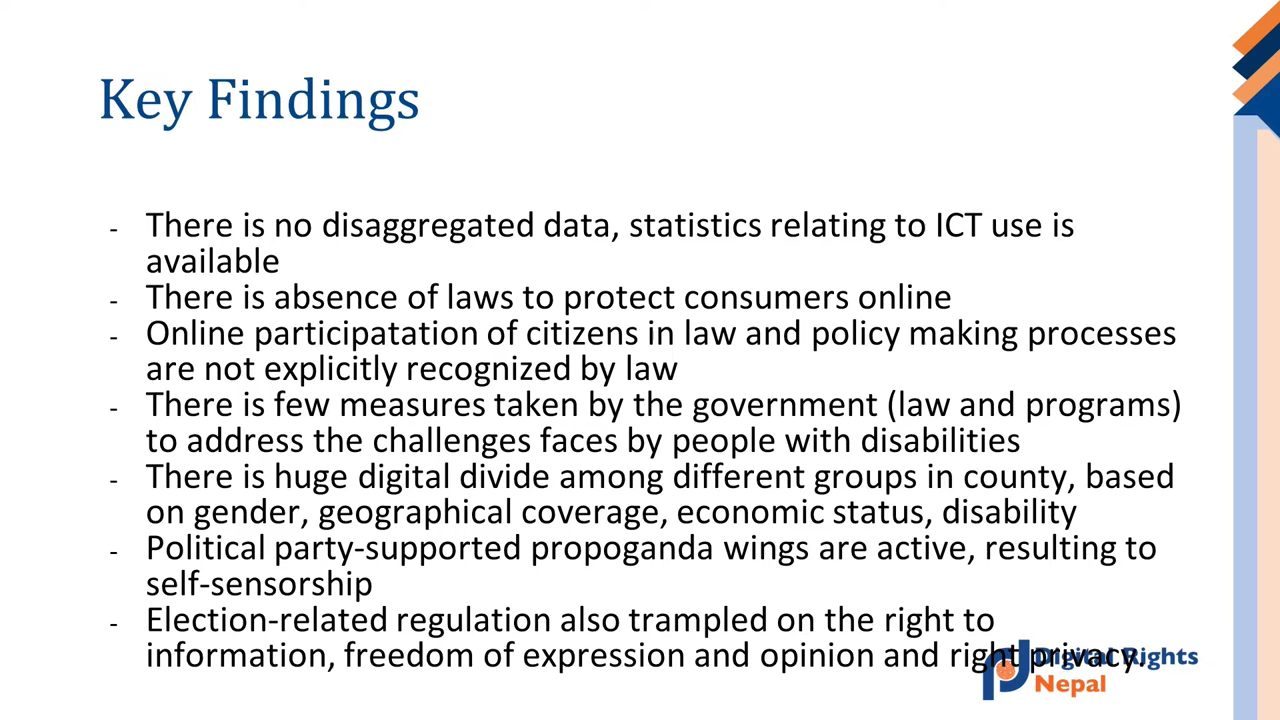 Key Findings
- There is no disaggregated data, statistics relating to ICT use is
available
- There is absence of laws to protect consumers online
- Online participatation of citizens in law and policy making processes
are not explicitly recognized by law
- There is few measures taken by the government (law and programs)
to address the challenges faces by people with disabilities
- There is huge digital divide among different groups in county, based
on gender, geographical coverage, economic status, disability
- Political party-supported propoganda wings are active, resulting to
self-sensorship
- Election-related regulation also trampled on the right to
information, freedom of expression and opinion and right privacy.
Digital Rights
Nepal